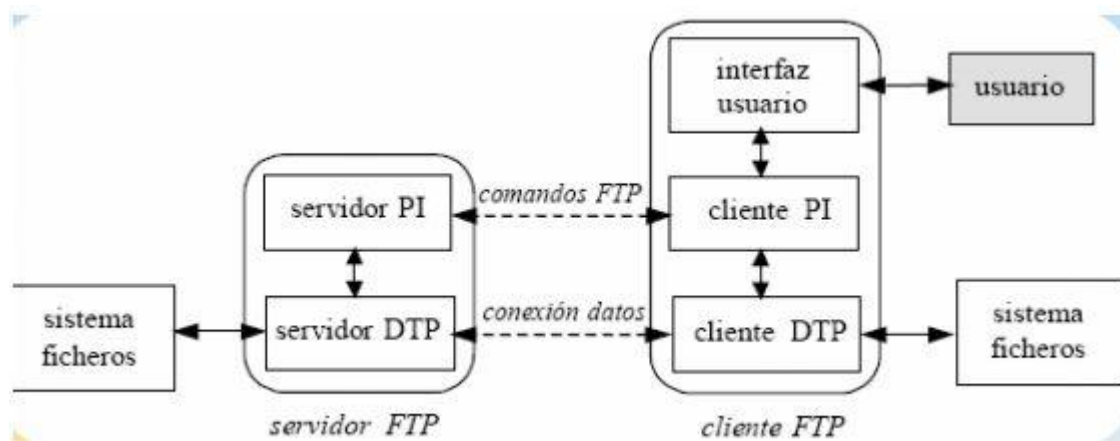 interfaz
usuario
usuario
comandos FTP
servidor PI
cliente PI
sistema
ficheros
servidor DTP
conexión datos
cliente DTP
sistema
ficheros
servidor FTP
cliente FTP